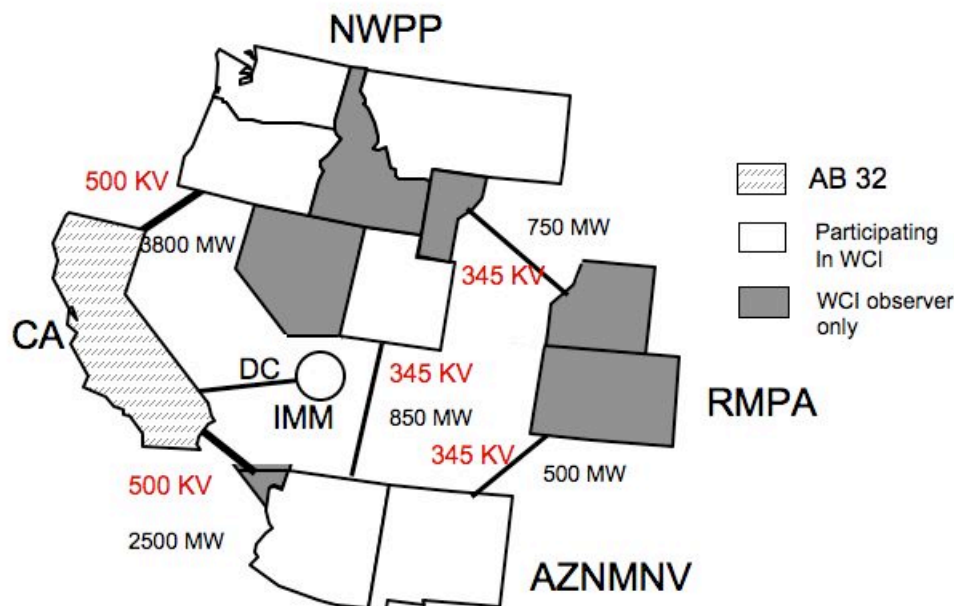 NWPP
500 KV
3800 MW
750 MW
345 KV
AB 32
Participating
In WCI
WCI observer
only
CA
DC
IMM
345 KV
850 MW
RMPA
345 KV
500 MW
500 KV
2500 MW
AZNMNV